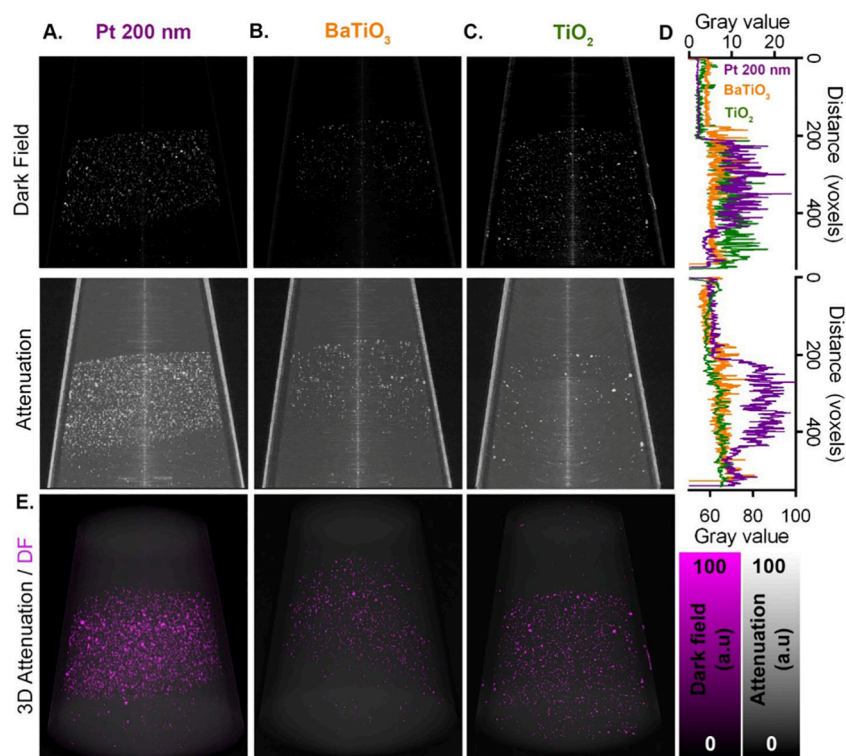 A. Pt 200 nm
B. BaTiO₃
C. TiO₂
D
Gray value
0 10 20
Pt 200 nm
BaTiO₃
TiO₂
0
200
400
Distance (voxels)
Dark Field
Attenuation
0
200
400
Distance (voxels)
60 80 100
Gray value
E.
3D Attenuation / DF
100
Dark field
(a.u)
0
100
Attenuation
(a.u)
0